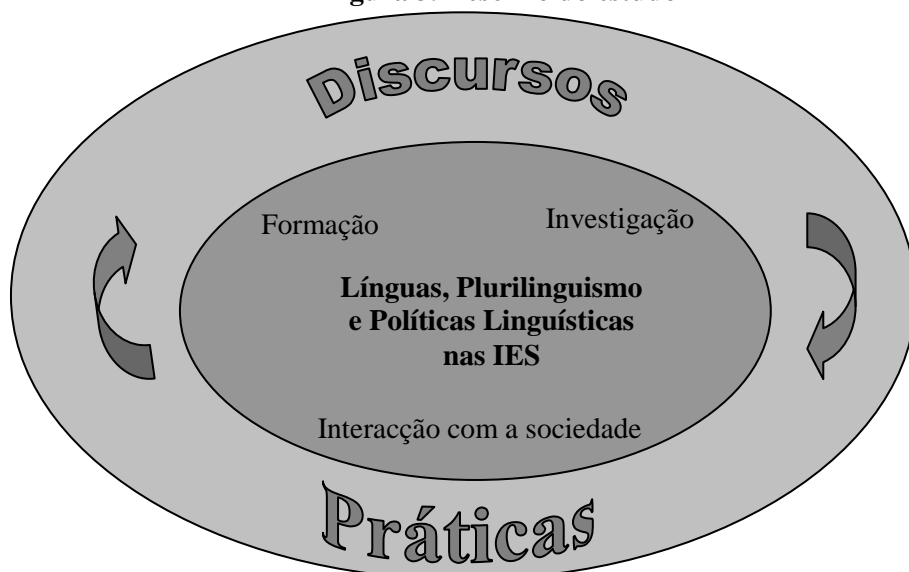 Discursos
Formação
Investigação
Línguas, Plurilinguismo
e Políticas Linguísticas
nas IES
Interacção com a sociedade
Práticas